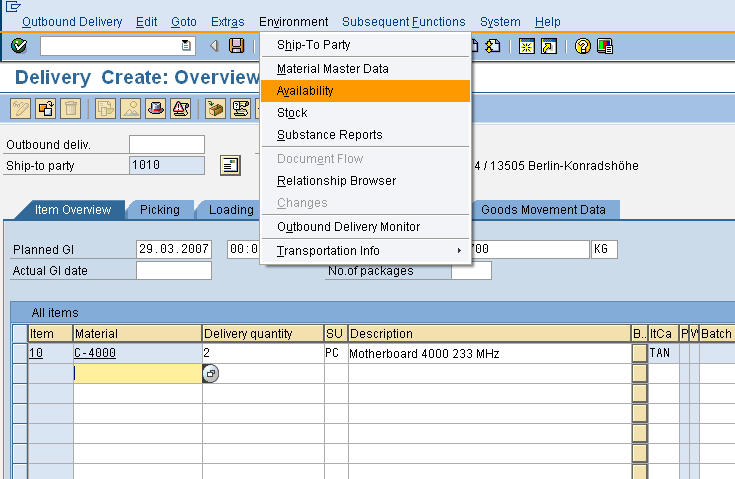 Outbound Delivery Edit Goto Extras Environment Subsequent Functions System Help
Ship-To Party
Material Master Data
Delivery Create: Overview
Availability
Stock
Substance Reports
Outbound deliv.
Document Flow
Ship-to party 1010 4 / 13505 Berlin-Konradshöhe
Relationship Browser
Changes
Item Overview Picking Loading Goods Movement Data
Outbound Delivery Monitor
Planned GI 29.03.2007 00:0 700 KG
Transportation Info
Actual GI date No.of packages
All items
Item Material Delivery quantity SU Description B.. ItCa P W Batch
10 C-4000 2 PC Motherboard 4000 233 MHz TAN